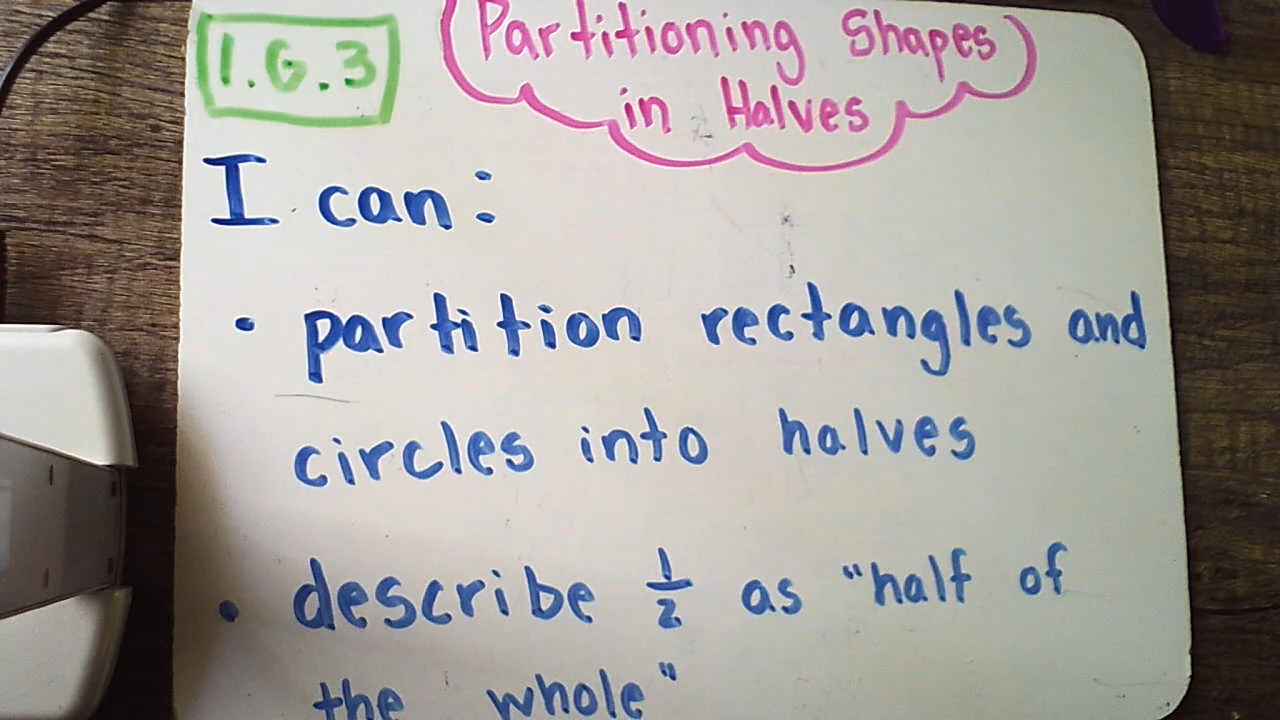 1.G.3
Partitioning Shapes
in Halves
I can:
• partition rectangles and
circles into halves
• describe 1/2 as "half of
the whole"